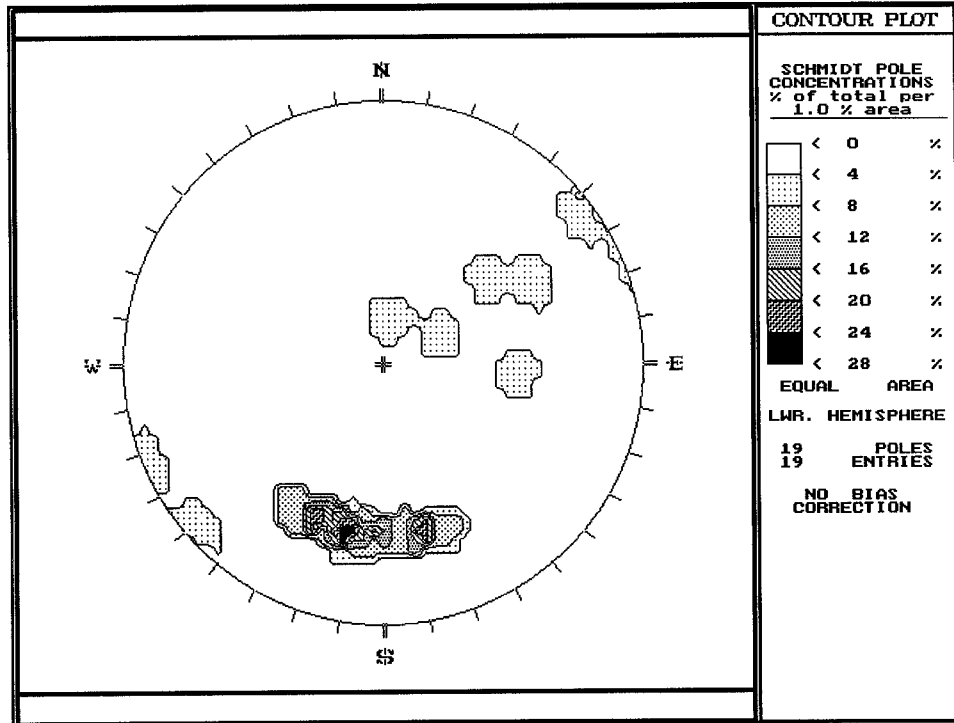 CONTOUR PLOT
SCHMIDT POLE
CONCENTRATIONS
% of total per
1.0 % area
< 0 %
< 4 %
< 8 %
< 12 %
< 16 %
< 20 %
< 24 %
< 28 %
EQUAL AREA
LWR. HEMISPHERE
19 POLES
19 ENTRIES
NO BIAS
CORRECTION
N
W
E
S